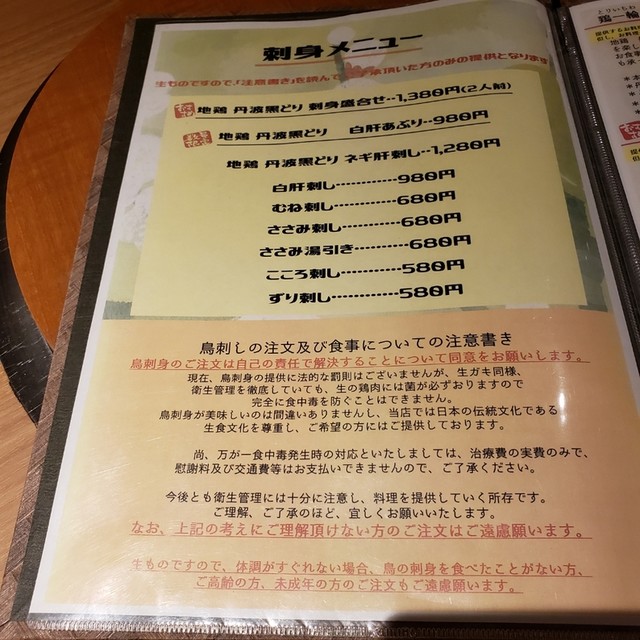 刺身メニュー
生ものですので「注意書き」を読んで 承頂いた方のみの提供となります
地鶏 丹波黒どり 刺身盛合せ‥1,380円(2人前)
地鶏 丹波黒どり 白肝あぶり‥980円
地鶏 丹波黒どり ネギ肝刺し‥1,280円
白肝刺し…………980円
むね刺し…………680円
ささみ刺し…………680円
ささみ湯引き…………680円
こころ刺し…………580円
ずり刺し…………580円
鳥刺しの注文及び食事についての注意書き
鳥刺身のご注文は自己の責任で解決することについて同意をお願いします。
現在、鳥刺身の提供に法的な罰則はございませんが、生ガキ同様、
衛生管理を徹底していても、生の鶏肉には菌が必ずおりますので
完全に食中毒を防ぐことはできません。
鳥刺身が美味しいのは間違いありませんし、当店では日本の伝統文化である
生食文化を尊重し、ご希望の方にはご提供しております。
尚、万が一食中毒発生時の対応といたしましては、治療費の実費のみで、
慰謝料及び交通費等はお支払いできませんので、ご了承ください。
今後とも衛生管理には十分に注意し、料理を提供していく所存です。
ご理解、ご了承のほど、宜しくお願いいたします。
なお、上記の考えにご理解頂けない方のご注文はご遠慮願います。
生ものですので、体調がすぐれない場合、鳥の刺身を食べたことがない方、
ご高齢の方、未成年の方のご注文もご遠慮願います。
とりいちりん
鶏一輪